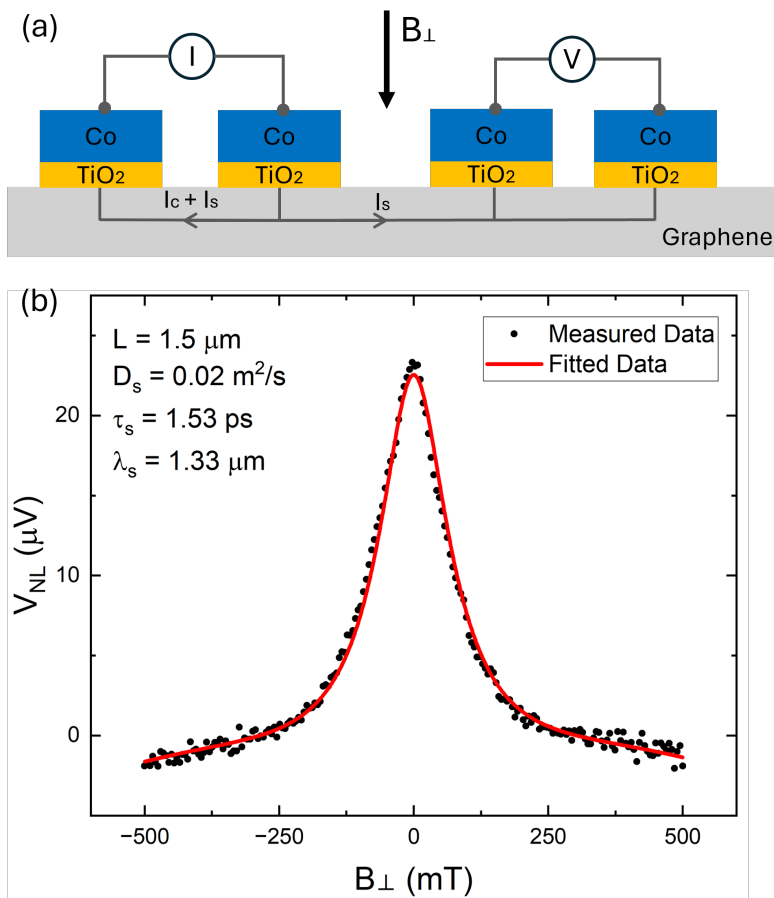 (a)
I
B⊥
V
Co
Co
Co
Co
TiO₂
TiO₂
TiO₂
TiO₂
Ic + Is
Is
Graphene
(b)
L = 1.5 μm
Dₛ = 0.02 m²/s
τₛ = 1.53 ps
λₛ = 1.33 μm
Measured Data
Fitted Data
20
10
0
V_NL (μV)
−500
−250
0
250
500
B⊥ (mT)